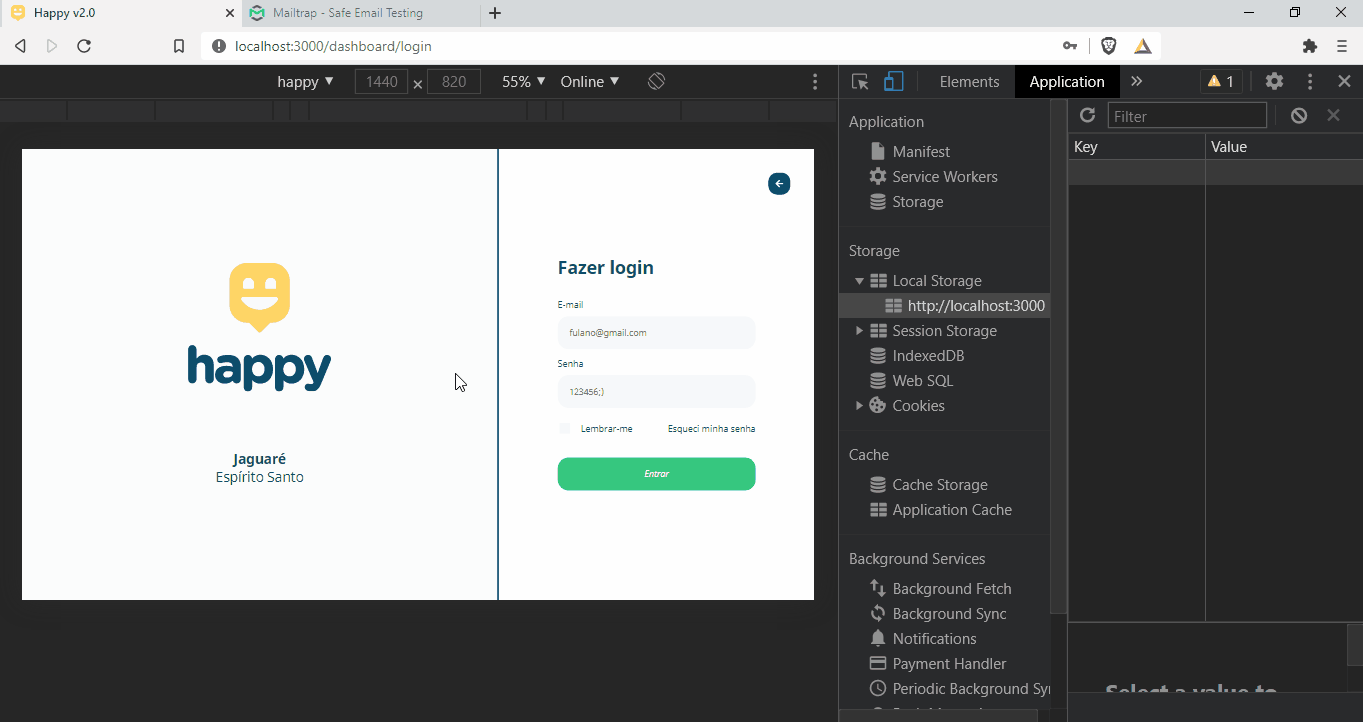 Happy v2.0
Mailtrap - Safe Email Testing
localhost:3000/dashboard/login
happy 1440 x 820 55% Online
Elements Application 1
Filter
Key Value
happy
Jaguaré
Espírito Santo
Fazer login
E-mail
fulano@gmail.com
Senha
123456;)
Lembrar-me Esqueci minha senha
Entrar
Application
Manifest
Service Workers
Storage
Storage
Local Storage
http://localhost:3000
Session Storage
IndexedDB
Web SQL
Cookies
Cache
Cache Storage
Application Cache
Background Services
Background Fetch
Background Sync
Notifications
Payment Handler
Periodic Background Sy
Select a value to